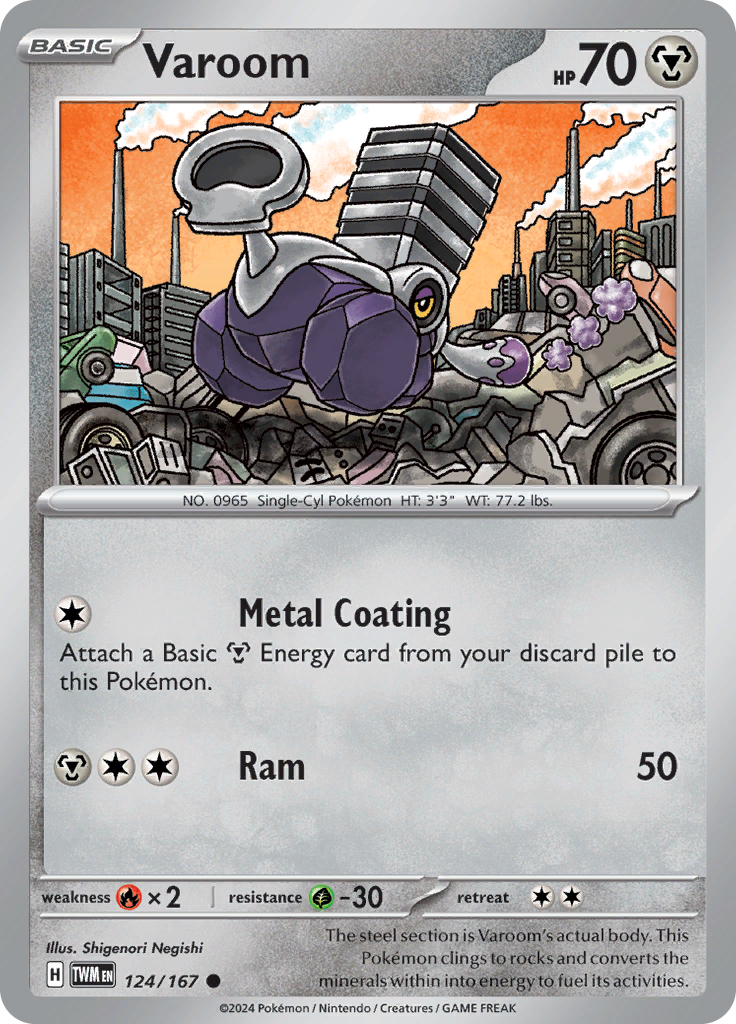 BASIC
Varoom
HP 70
NO. 0965 Single-Cyl Pokémon HT: 3'3" WT: 77.2 lbs.
Metal Coating
Attach a Basic Energy card from your discard pile to
this Pokémon.
Ram 50
weakness ×2 resistance -30 retreat
Illus. Shigenori Negishi
H TWM EN 124/167
The steel section is Varoom's actual body. This
Pokémon clings to rocks and converts the
minerals within into energy to fuel its activities.
©2024 Pokémon / Nintendo / Creatures / GAME FREAK